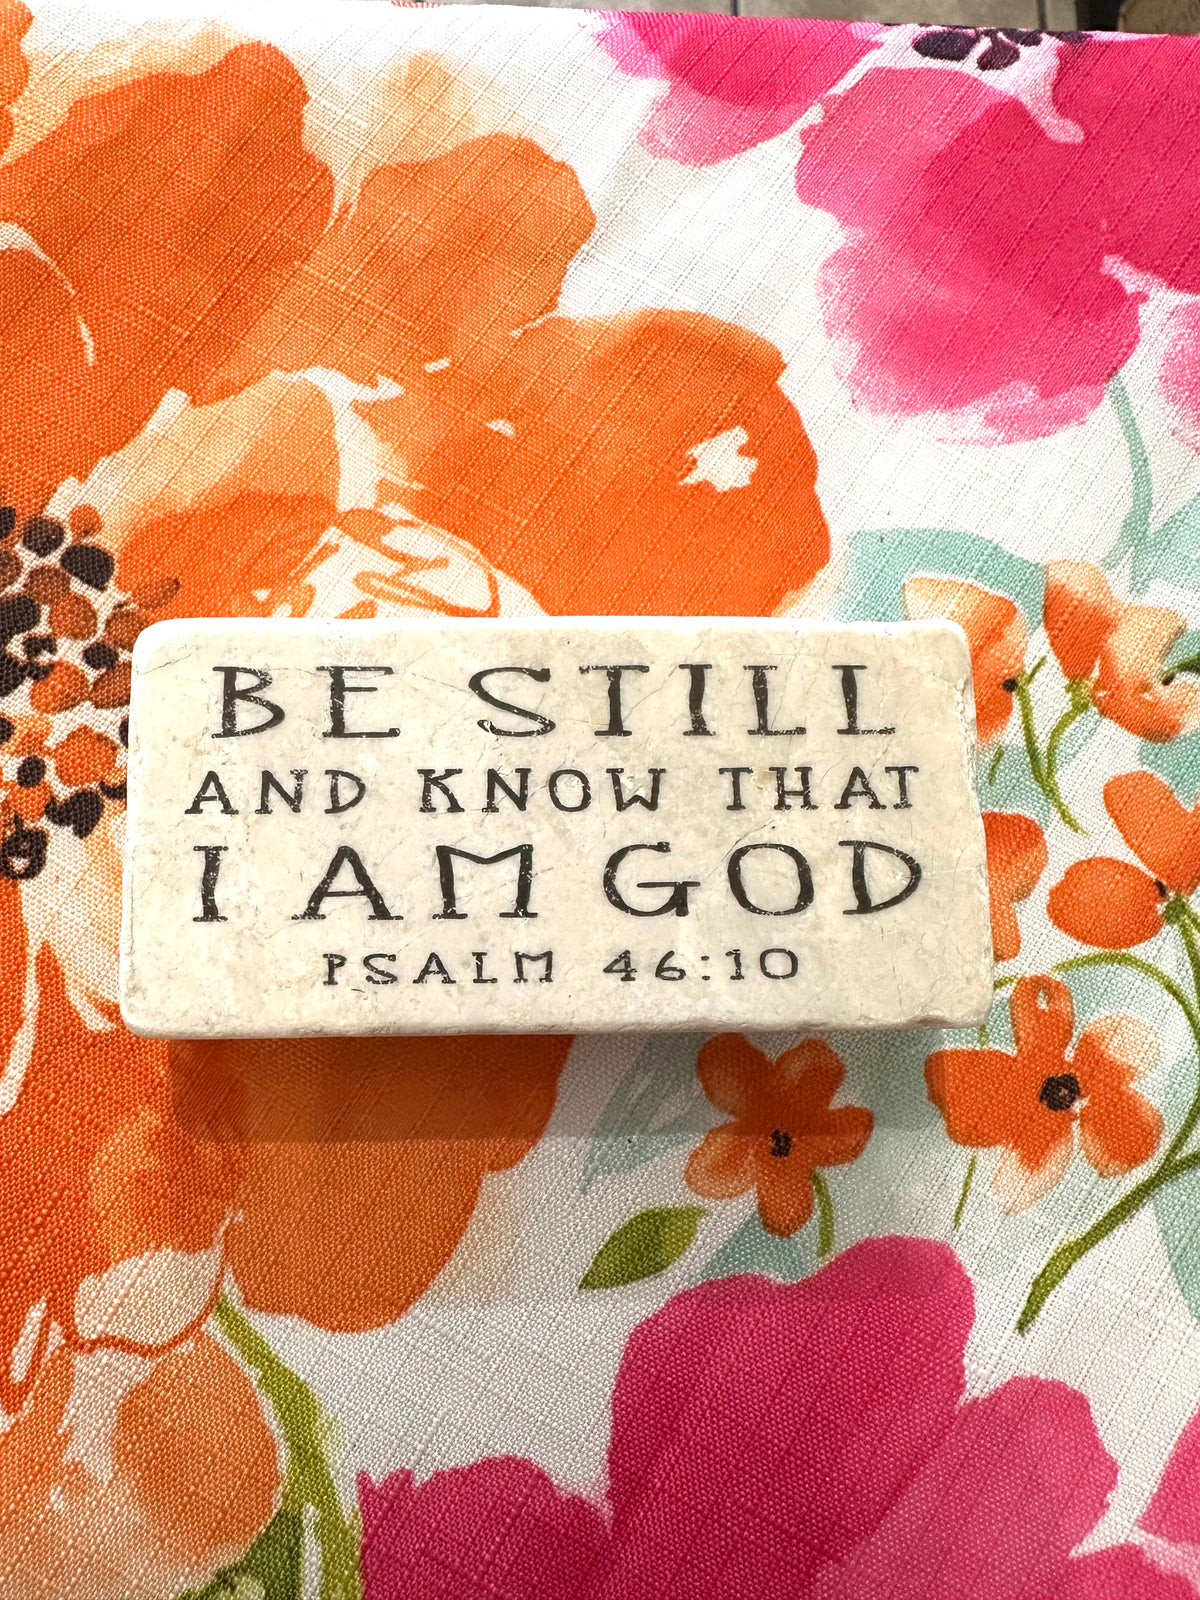 BE STILL
AND KNOW THAT
I AM GOD
PSALM 46:10